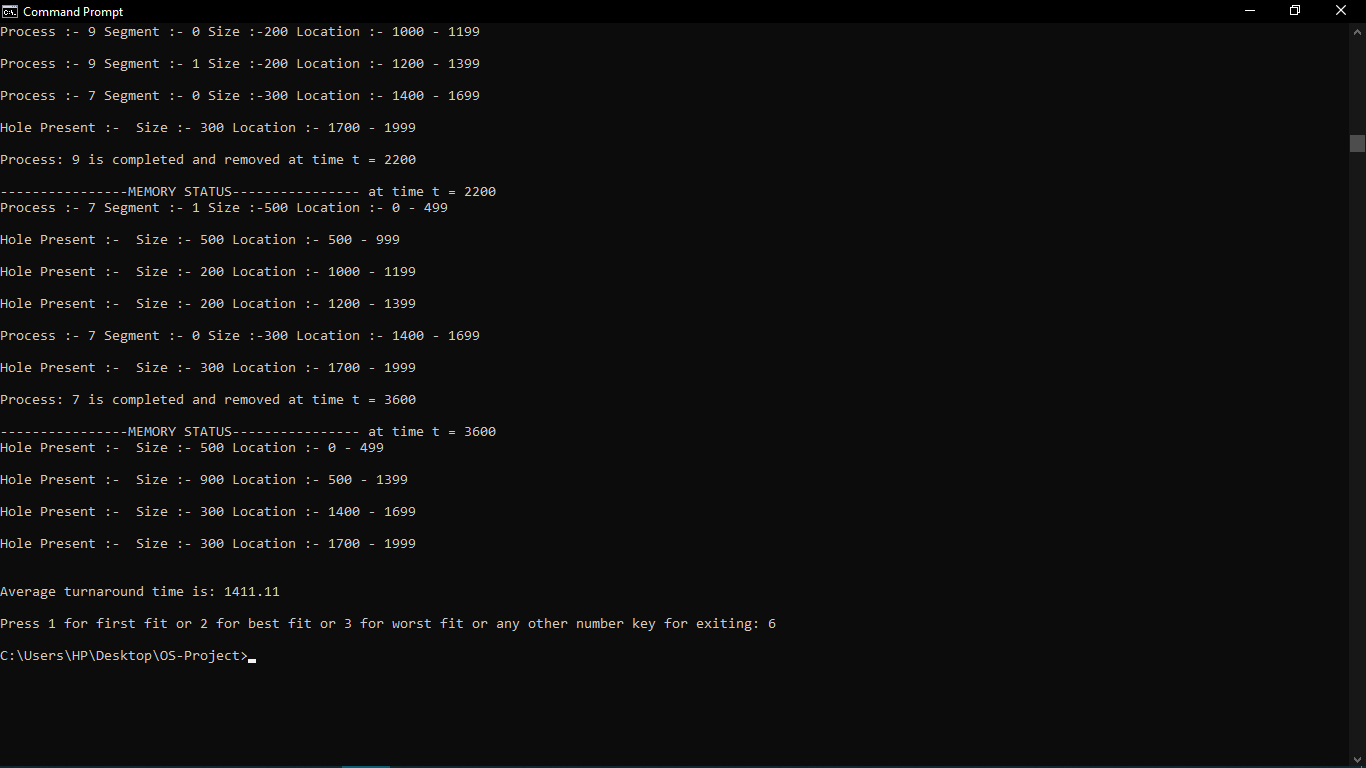 Command Prompt
Process :- 9 Segment :- 0 Size :-200 Location :- 1000 - 1199
Process :- 9 Segment :- 1 Size :-200 Location :- 1200 - 1399
Process :- 7 Segment :- 0 Size :-300 Location :- 1400 - 1699
Hole Present :-  Size :- 300 Location :- 1700 - 1999
Process: 9 is completed and removed at time t = 2200
----------------MEMORY STATUS---------------- at time t = 2200
Process :- 7 Segment :- 1 Size :-500 Location :- 0 - 499
Hole Present :-  Size :- 500 Location :- 500 - 999
Hole Present :-  Size :- 200 Location :- 1000 - 1199
Hole Present :-  Size :- 200 Location :- 1200 - 1399
Process :- 7 Segment :- 0 Size :-300 Location :- 1400 - 1699
Hole Present :-  Size :- 300 Location :- 1700 - 1999
Process: 7 is completed and removed at time t = 3600
----------------MEMORY STATUS---------------- at time t = 3600
Hole Present :-  Size :- 500 Location :- 0 - 499
Hole Present :-  Size :- 900 Location :- 500 - 1399
Hole Present :-  Size :- 300 Location :- 1400 - 1699
Hole Present :-  Size :- 300 Location :- 1700 - 1999
Average turnaround time is: 1411.11
Press 1 for first fit or 2 for best fit or 3 for worst fit or any other number key for exiting: 6
C:\Users\HP\Desktop\OS-Project>